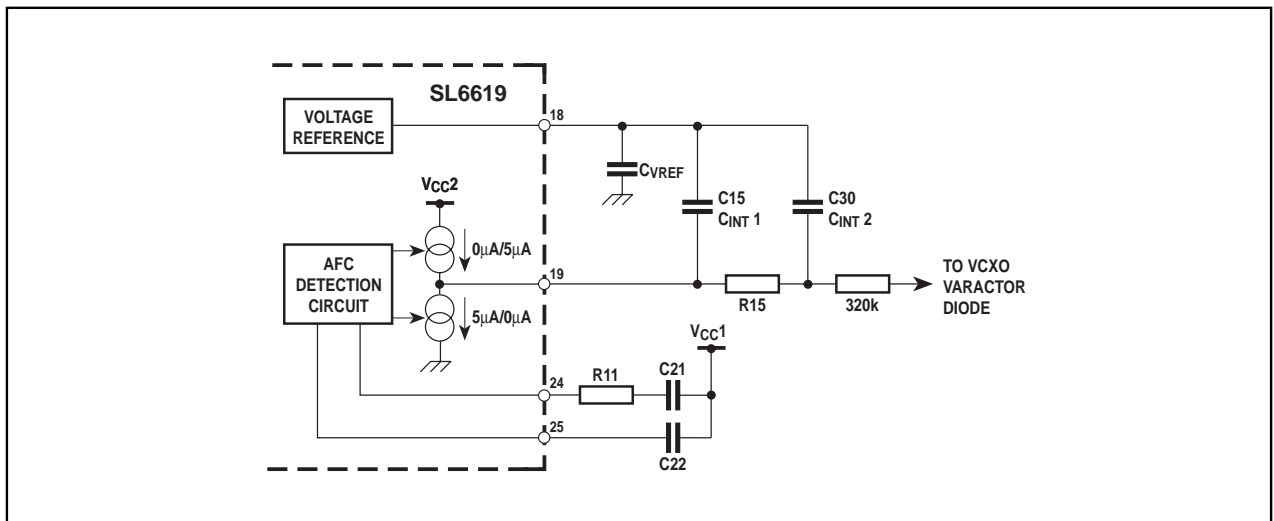 SL6619
VOLTAGE
REFERENCE
18
CVREF
VCC2
C15
CINT 1
C30
CINT 2
0µA/5µA
AFC
DETECTION
CIRCUIT
19
5µA/0µA
R15
320k
TO VCXO
VARACTOR
DIODE
VCC1
24
R11
C21
25
C22